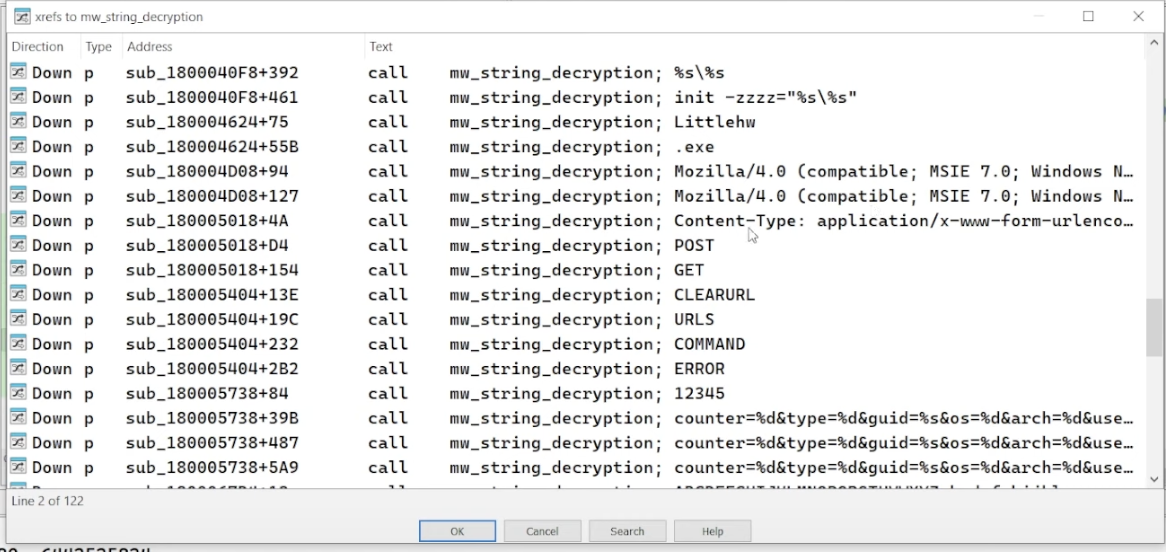 xrefs to mw_string_decryption
Direction Type Address Text
Down p sub_1800040F8+392 call mw_string_decryption; %s\%s
Down p sub_1800040F8+461 call mw_string_decryption; init -zzzz="%s\%s"
Down p sub_180004624+75 call mw_string_decryption; Littlehw
Down p sub_180004624+55B call mw_string_decryption; .exe
Down p sub_180004D08+94 call mw_string_decryption; Mozilla/4.0 (compatible; MSIE 7.0; Windows N…
Down p sub_180004D08+127 call mw_string_decryption; Mozilla/4.0 (compatible; MSIE 7.0; Windows N…
Down p sub_180005018+4A call mw_string_decryption; Content-Type: application/x-www-form-urlenco…
Down p sub_180005018+D4 call mw_string_decryption; POST
Down p sub_180005018+154 call mw_string_decryption; GET
Down p sub_180005404+13E call mw_string_decryption; CLEARURL
Down p sub_180005404+19C call mw_string_decryption; URLS
Down p sub_180005404+232 call mw_string_decryption; COMMAND
Down p sub_180005404+2B2 call mw_string_decryption; ERROR
Down p sub_180005738+84 call mw_string_decryption; 12345
Down p sub_180005738+39B call mw_string_decryption; counter=%d&type=%d&guid=%s&os=%d&arch=%d&use…
Down p sub_180005738+487 call mw_string_decryption; counter=%d&type=%d&guid=%s&os=%d&arch=%d&use…
Down p sub_180005738+5A9 call mw_string_decryption; counter=%d&type=%d&guid=%s&os=%d&arch=%d&use…
Line 2 of 122
OK Cancel Search Help